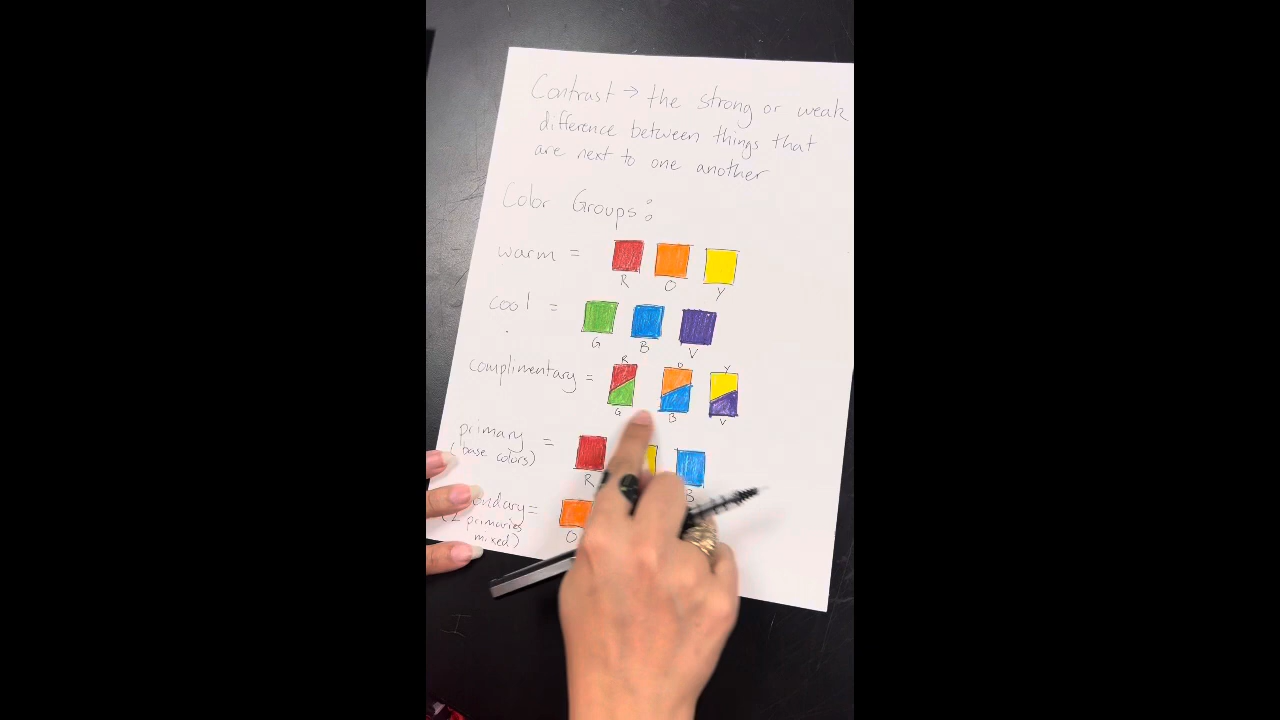 Contrast → the strong or weak
difference between things that
are next to one another
Color Groups:
warm =
R O Y
cool =
G B V
R O Y
complimentary =
G B V
primary =
(base colors)
R B
=
primaries
mixed)
O